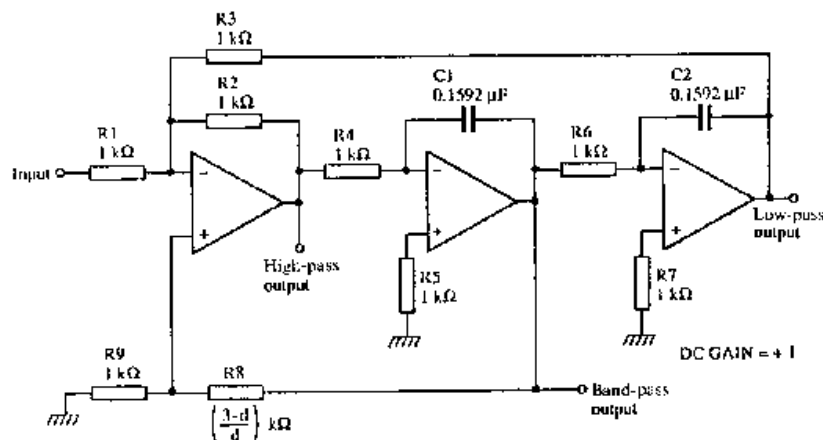 R3
1 kΩ
R2
1 kΩ
C1
0.1592 µF
C2
0.1592 µF
R1
1 kΩ
R4
1 kΩ
R6
1 kΩ
Input
−
+
−
+
−
+
High-pass
output
R5
1 kΩ
R7
1 kΩ
Low-pass
output
DC GAIN = + 1
R9
1 kΩ
R8
(3-d/d) kΩ
Band-pass
output